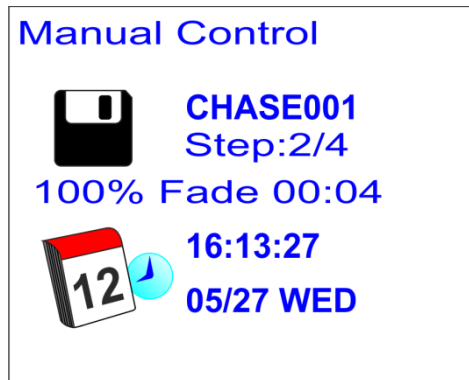 Manual Control
CHASE001
Step:2/4
100% Fade 00:04
16:13:27
12
05/27 WED